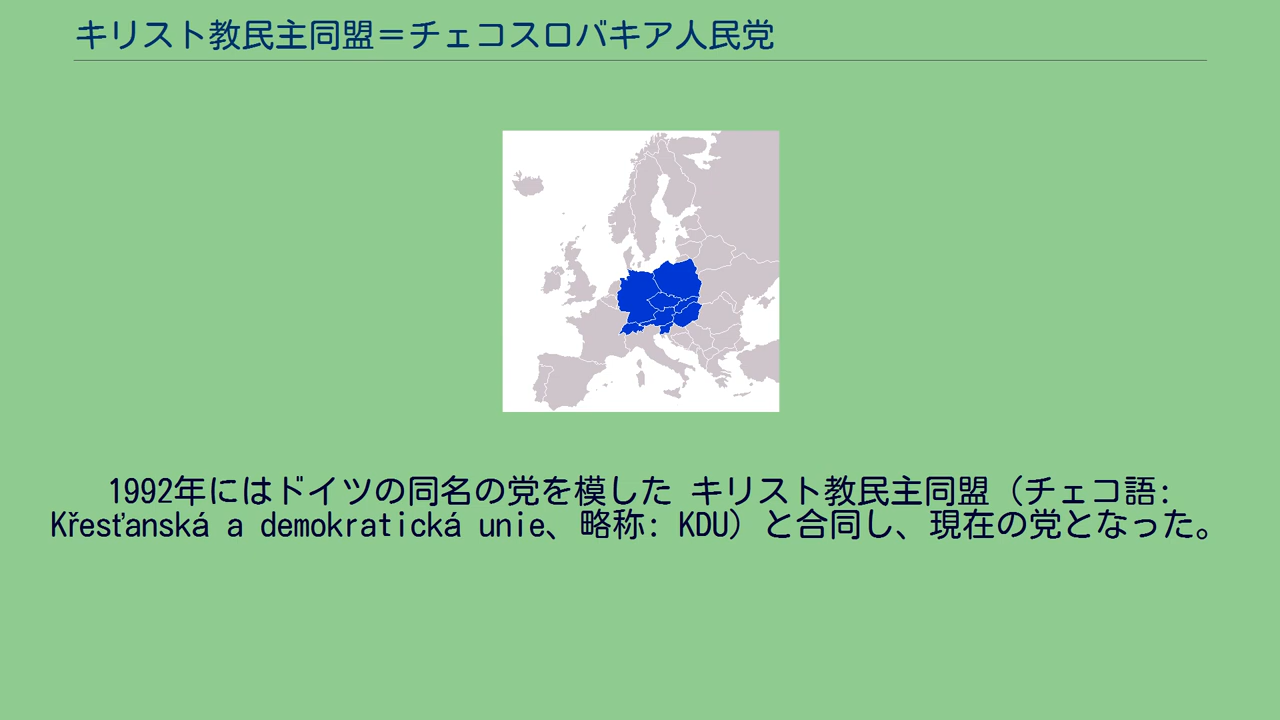 キリスト教民主同盟＝チェコスロバキア人民党
1992年にはドイツの同名の党を模した キリスト教民主同盟（チェコ語:
Křesťanská a demokratická unie、略称: KDU）と合同し、現在の党となった。